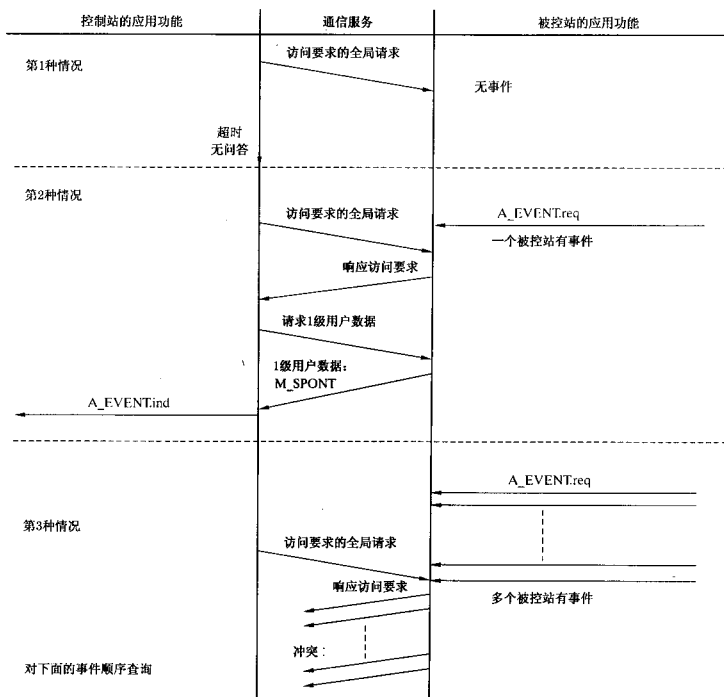 控制站的应用功能
通信服务
被控站的应用功能
第1种情况
访问要求的全局请求
无事件
超时
无问答
第2种情况
访问要求的全局请求
A_EVENT.req
一个被控站有事件
响应访问要求
请求1级用户数据
1级用户数据:
M_SPONT
A_EVENT.ind
A_EVENT.req
第3种情况
访问要求的全局请求
响应访问要求
多个被控站有事件
冲突:
对下面的事件顺序查询